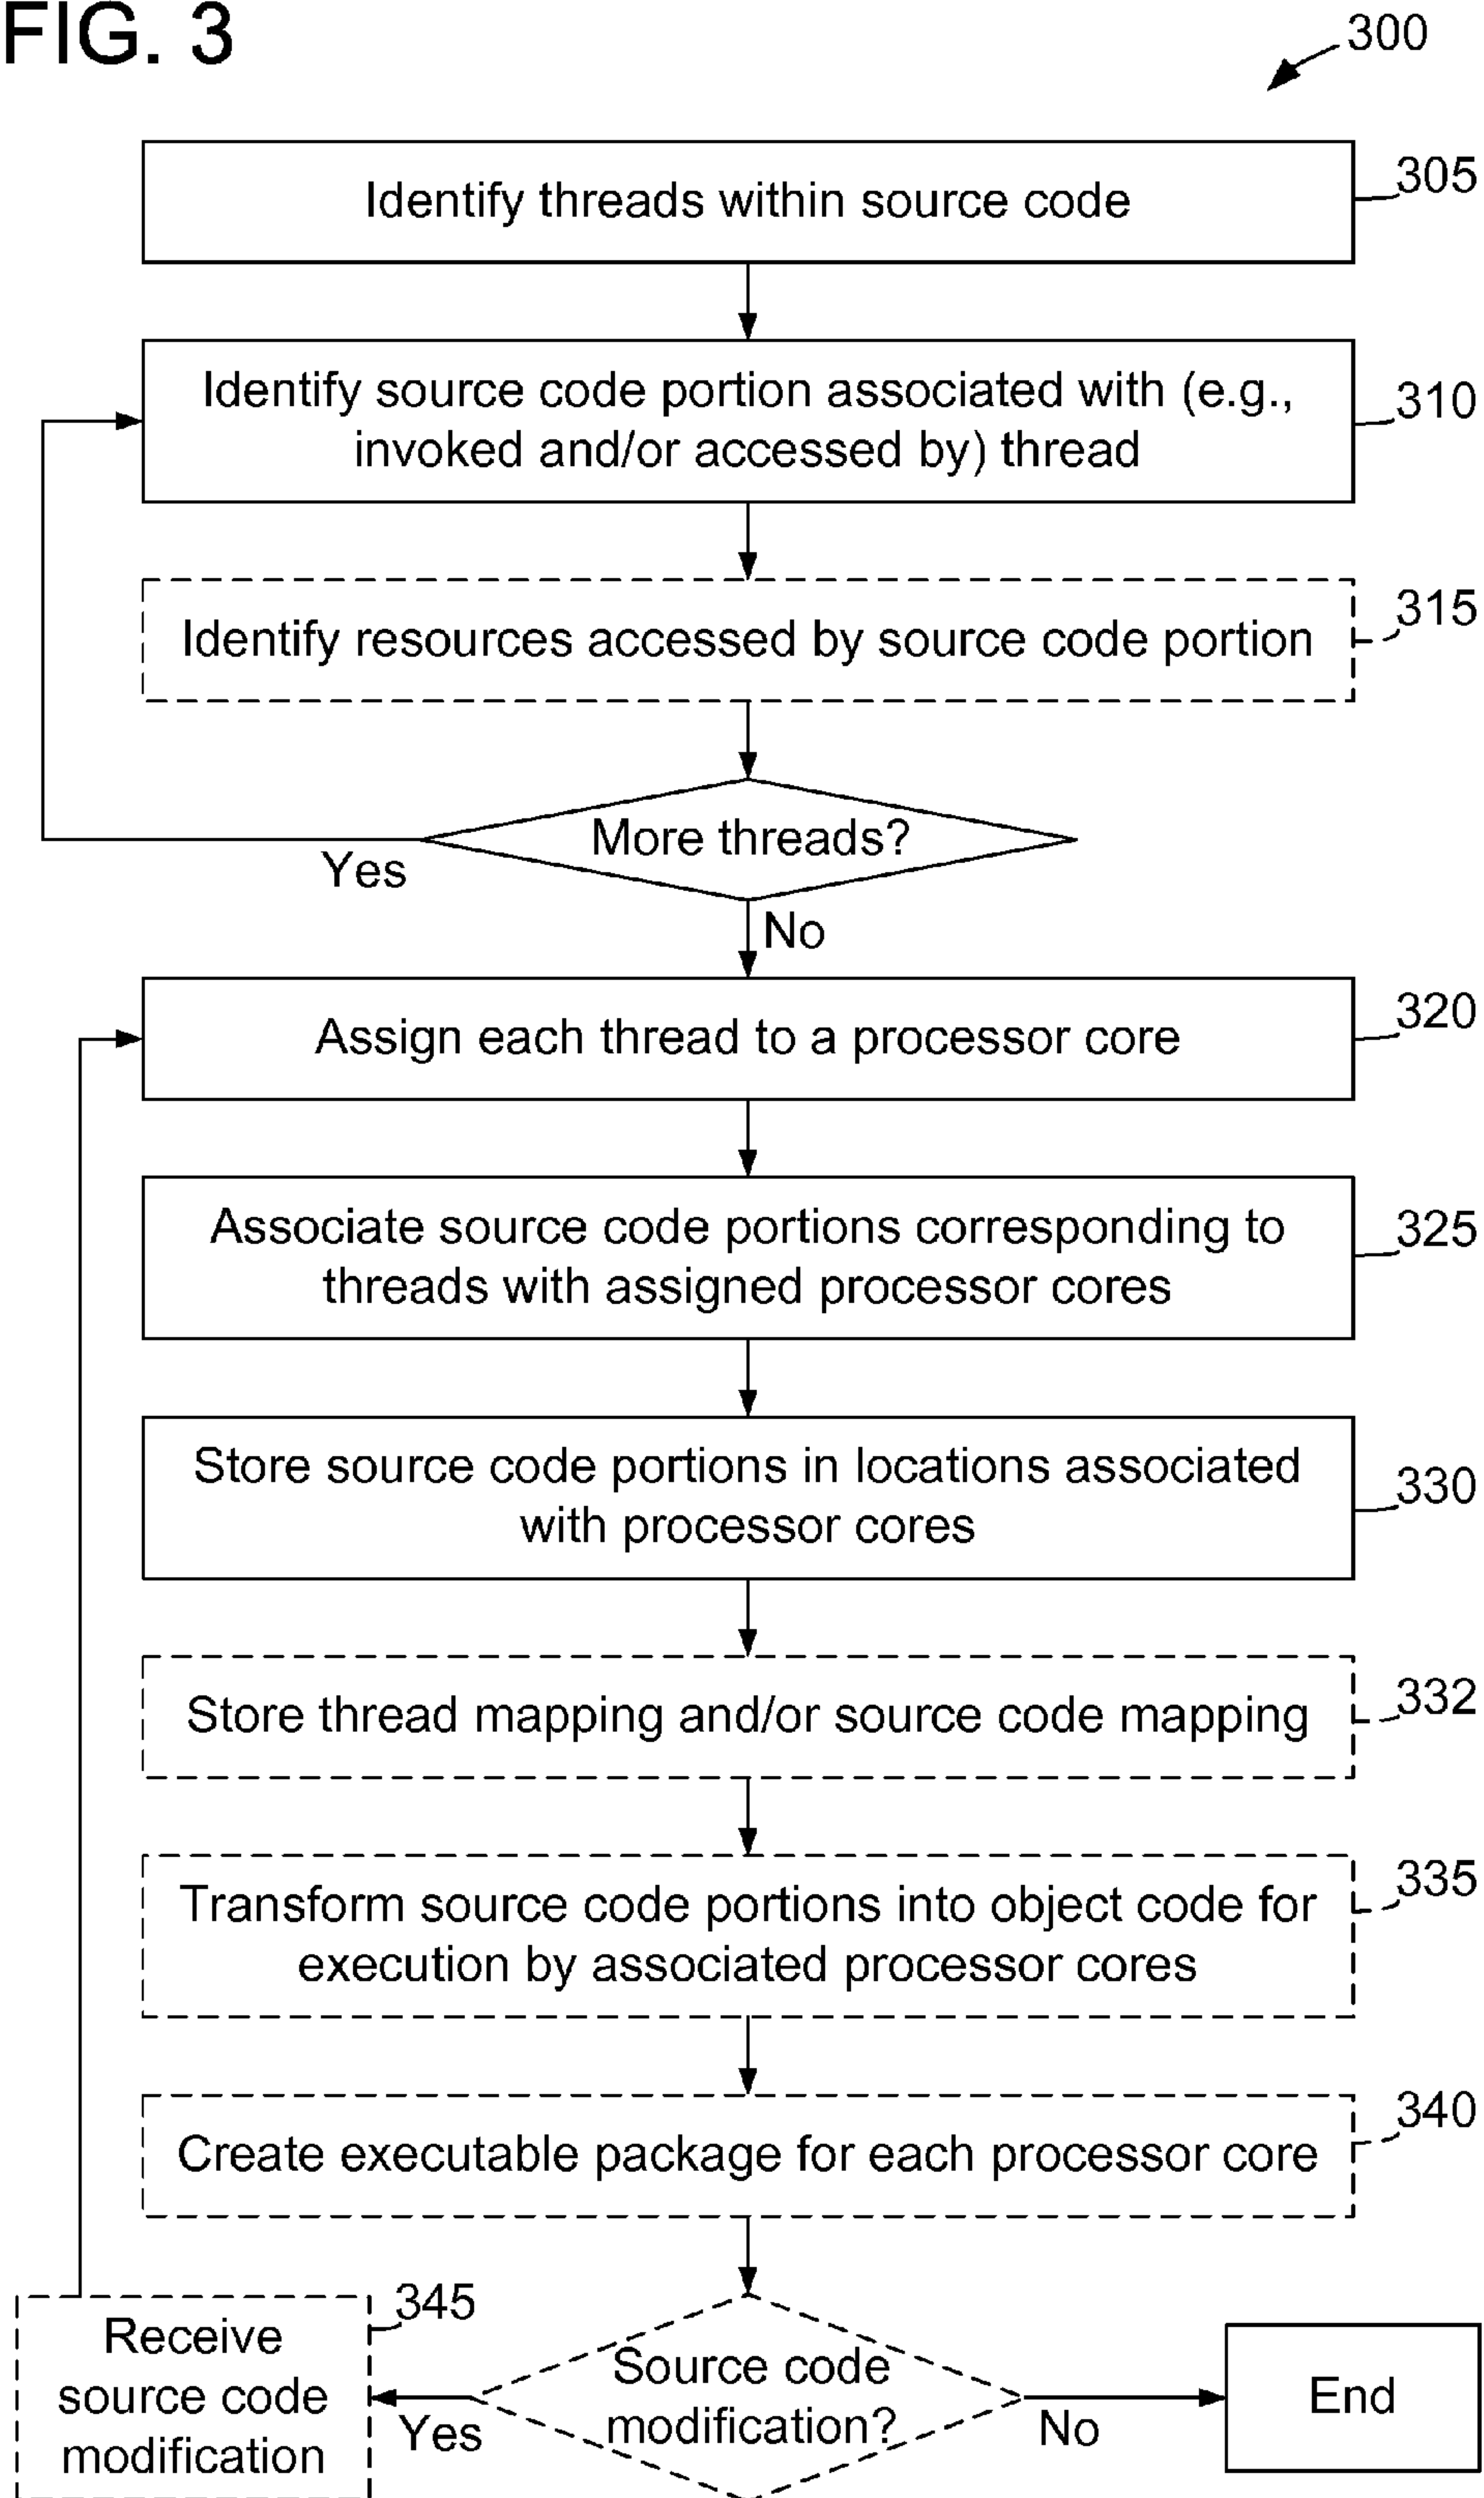 FIG. 3
300
Identify threads within source code
305
Identify source code portion associated with (e.g.,
invoked and/or accessed by) thread
310
Identify resources accessed by source code portion
315
More threads?
Yes
No
Assign each thread to a processor core
320
Associate source code portions corresponding to
threads with assigned processor cores
325
Store source code portions in locations associated
with processor cores
330
Store thread mapping and/or source code mapping
332
Transform source code portions into object code for
execution by associated processor cores
335
Create executable package for each processor core
340
Receive
source code
modification
345
Source code
modification?
Yes
No
End